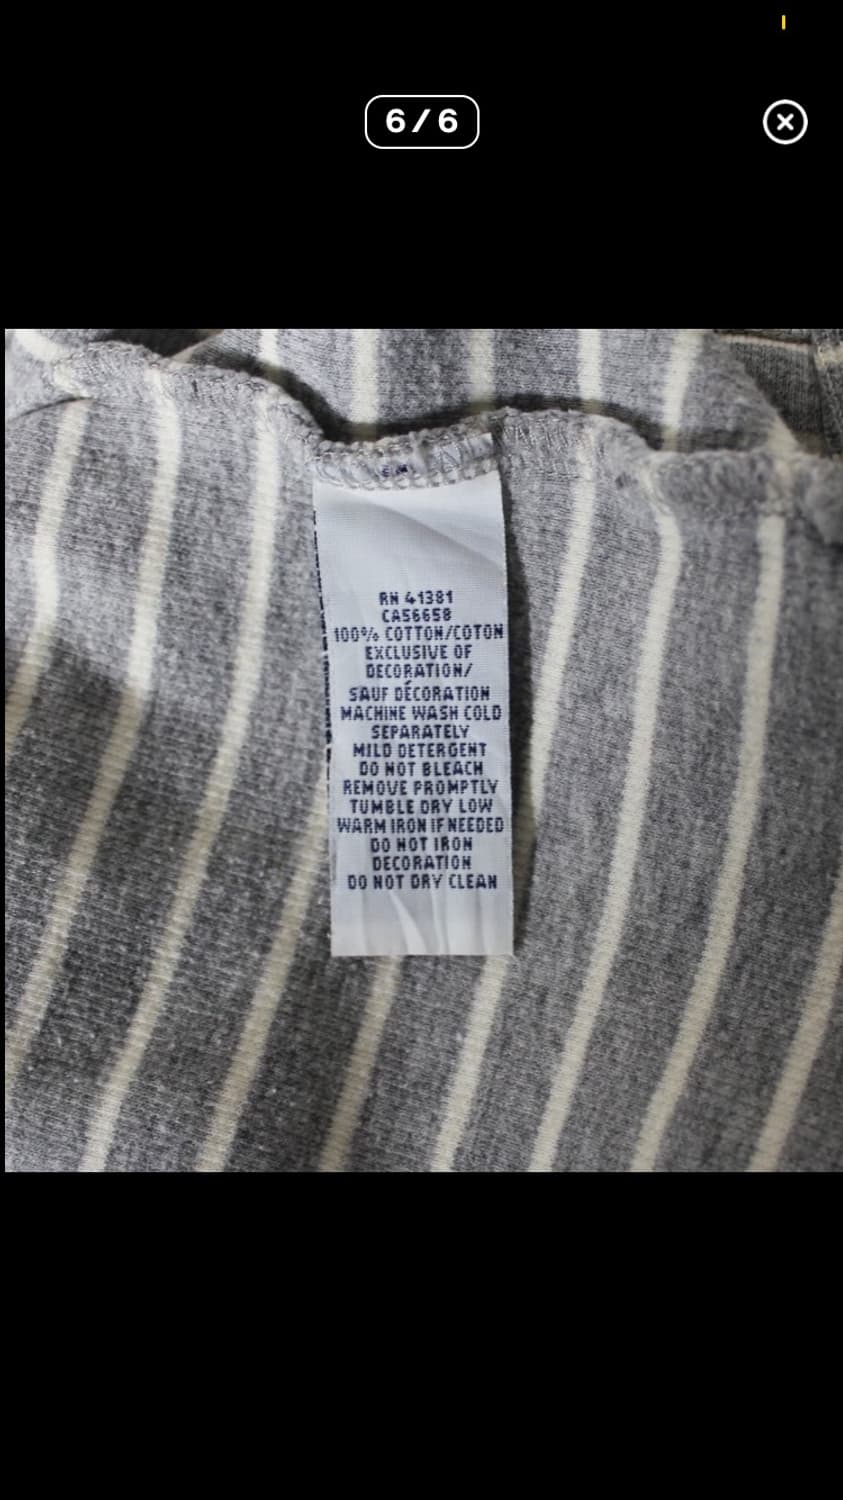 6/6
RN 41381
CA56658
100% COTTON/COTON
EXCLUSIVE OF
DECORATION/
SAUF DÉCORATION
MACHINE WASH COLD
SEPARATELY
MILD DETERGENT
DO NOT BLEACH
REMOVE PROMPTLY
TUMBLE DRY LOW
WARM IRON IF NEEDED
DO NOT IRON
DECORATION
DO NOT DRY CLEAN